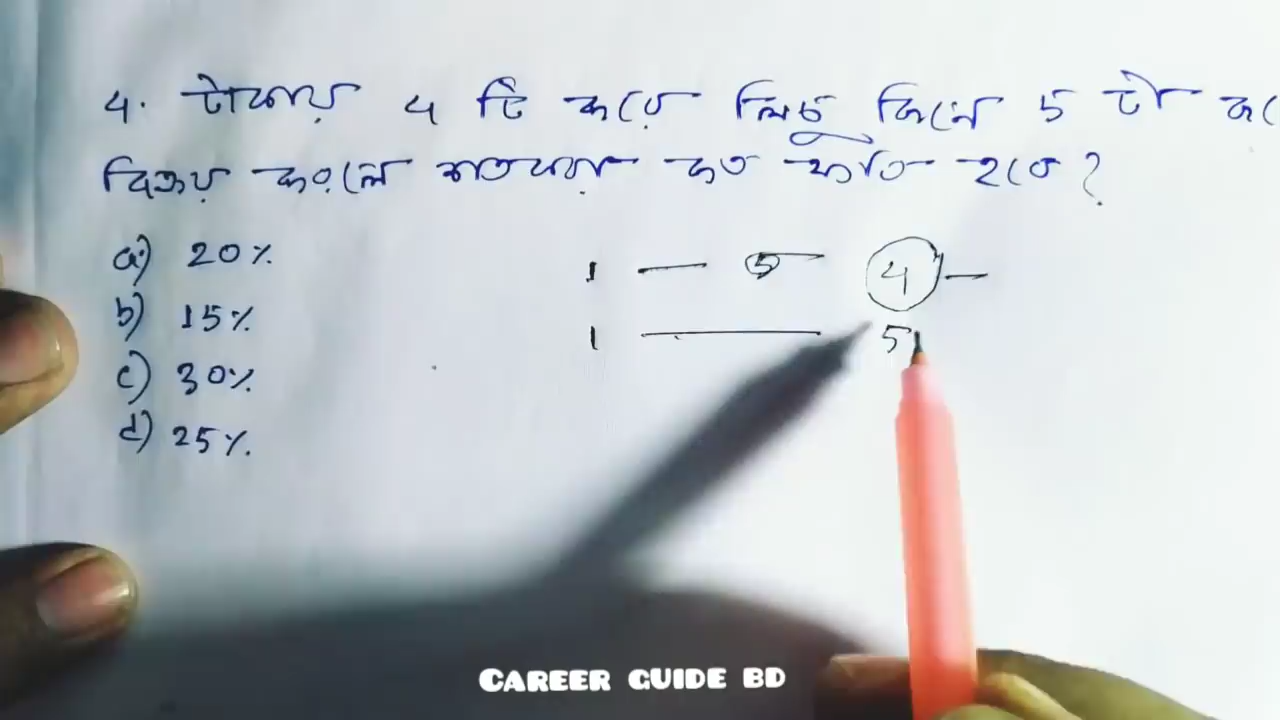 4. টাকায় 4 টি করে লিচু কিনে 5 টা করে
বিক্রয় করলে শতকরা কত ক্ষতি হবে?
a) 20%
b) 15%
c) 30%
d) 25%
1 — 5 4 —
1 — 5
CAREER GUIDE BD